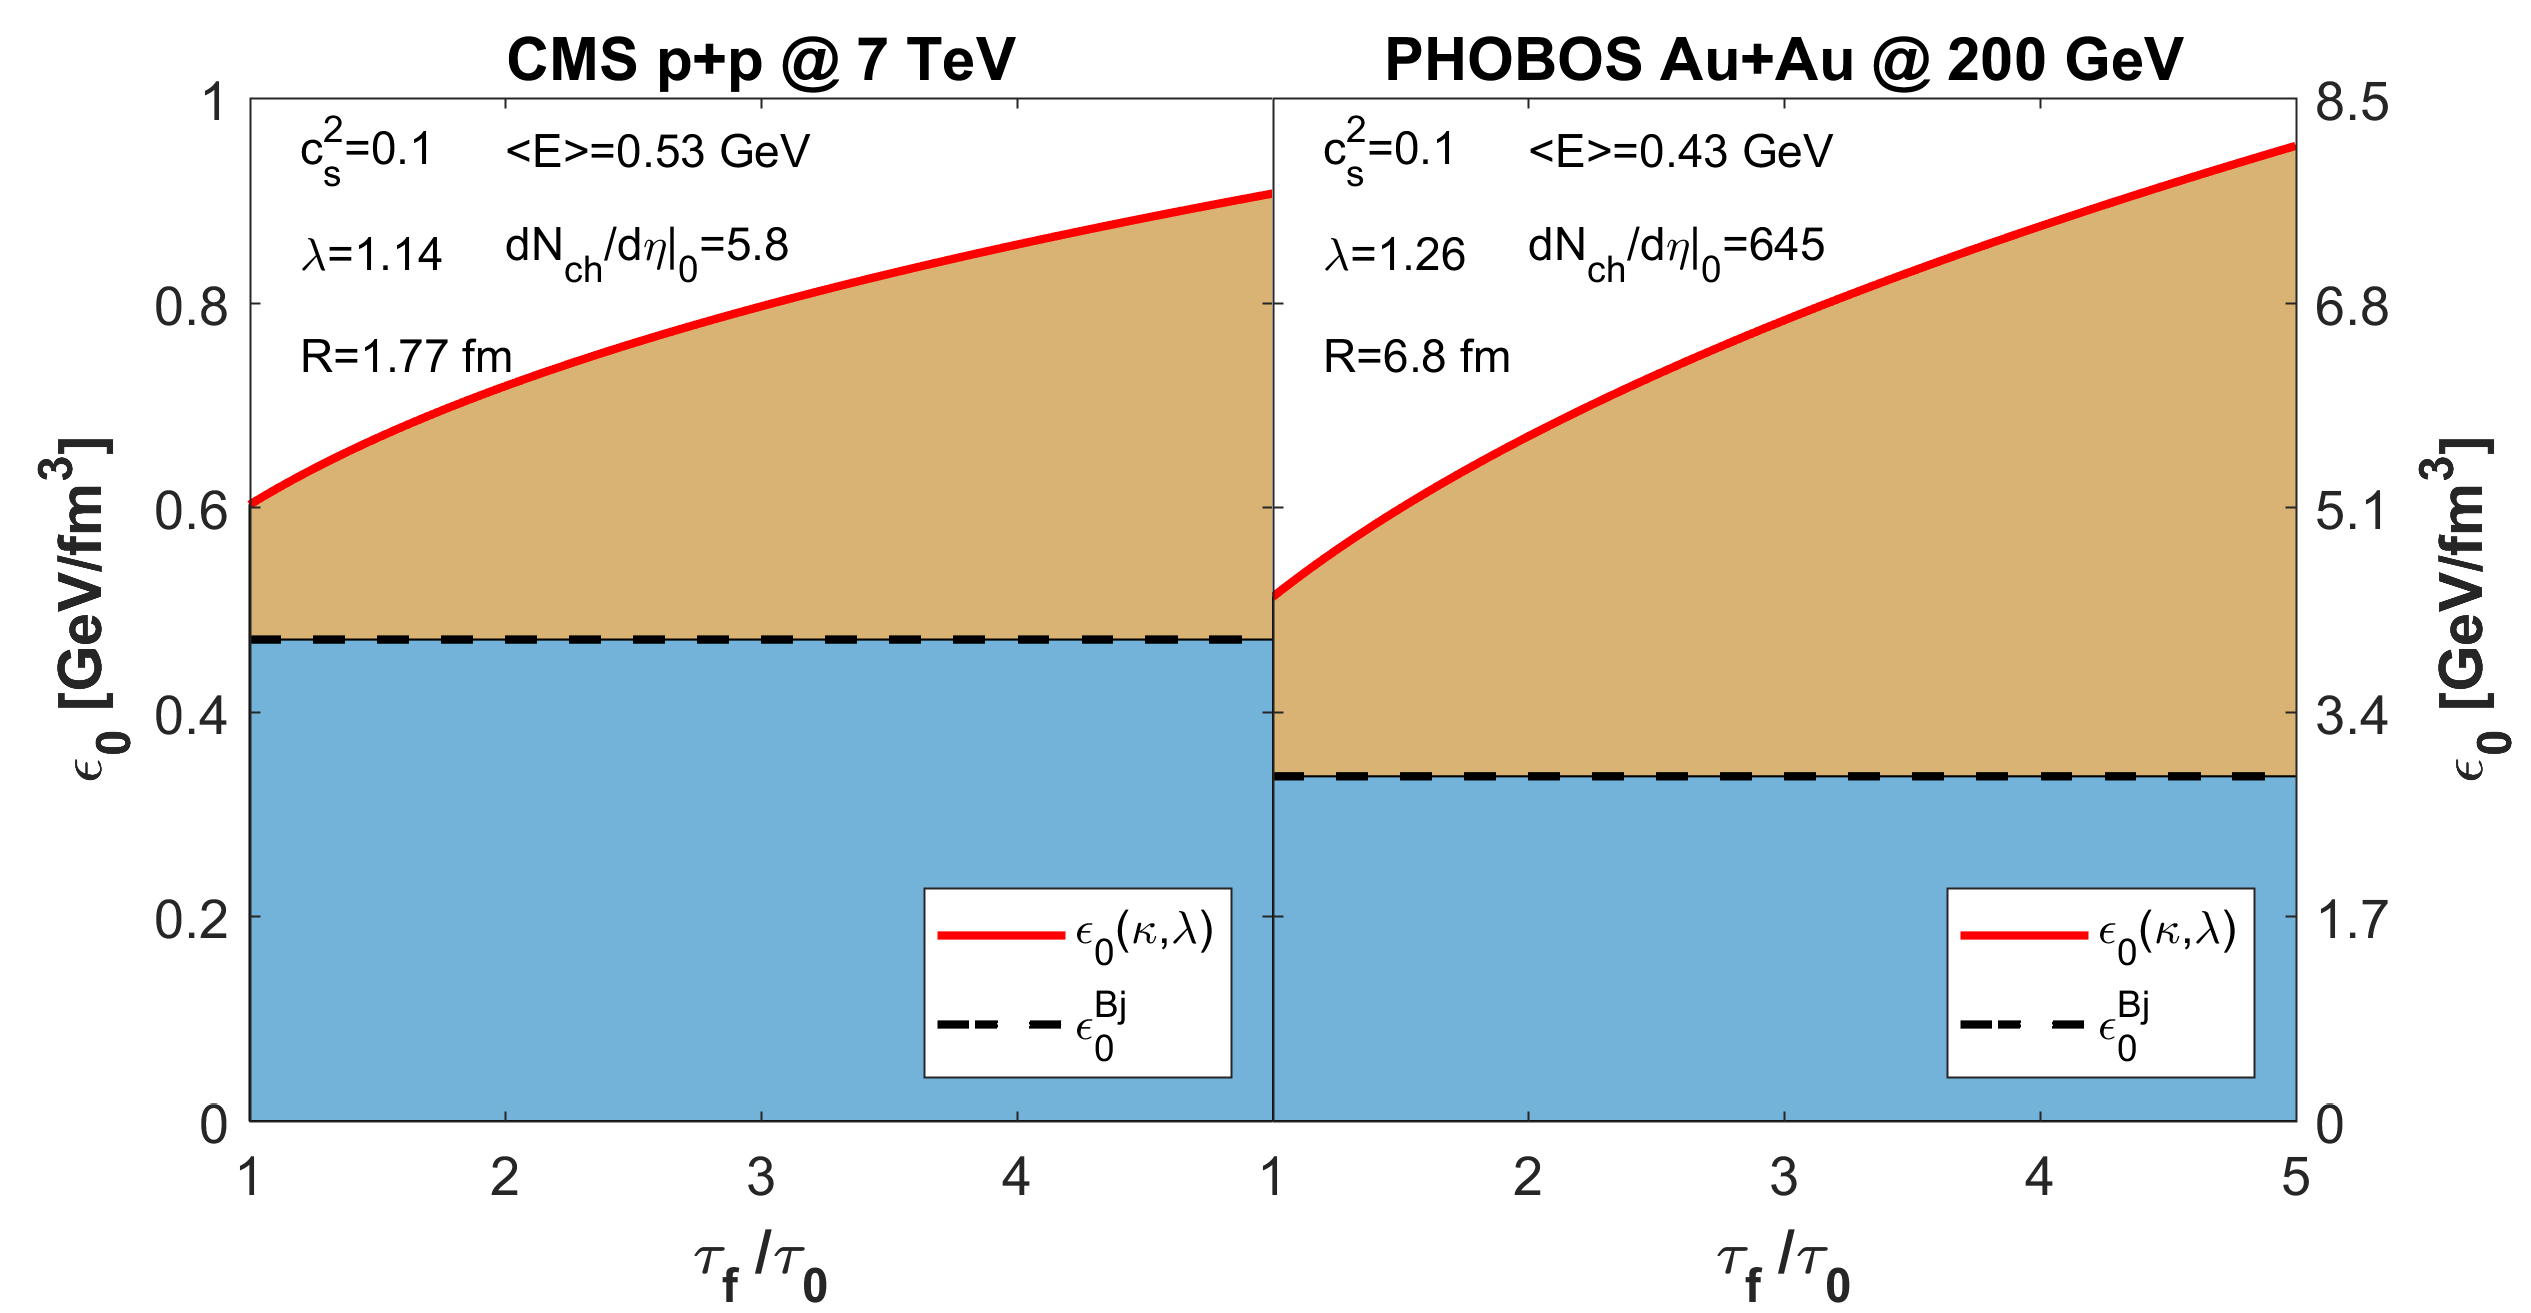 CMS p+p @ 7 TeV
c_s^2=0.1
<E>=0.53 GeV
λ=1.14
dN_ch/dη|_0=5.8
R=1.77 fm
ϵ_0 [GeV/fm^3]
1
0.8
0.6
0.4
0.2
0
1
2
3
4
τ_f /τ_0
ϵ_0(κ,λ)
ϵ_0^Bj
PHOBOS Au+Au @ 200 GeV
c_s^2=0.1
<E>=0.43 GeV
λ=1.26
dN_ch/dη|_0=645
R=6.8 fm
8.5
6.8
5.1
3.4
1.7
0
ϵ_0 [GeV/fm^3]
1
2
3
4
5
τ_f /τ_0
ϵ_0(κ,λ)
ϵ_0^Bj